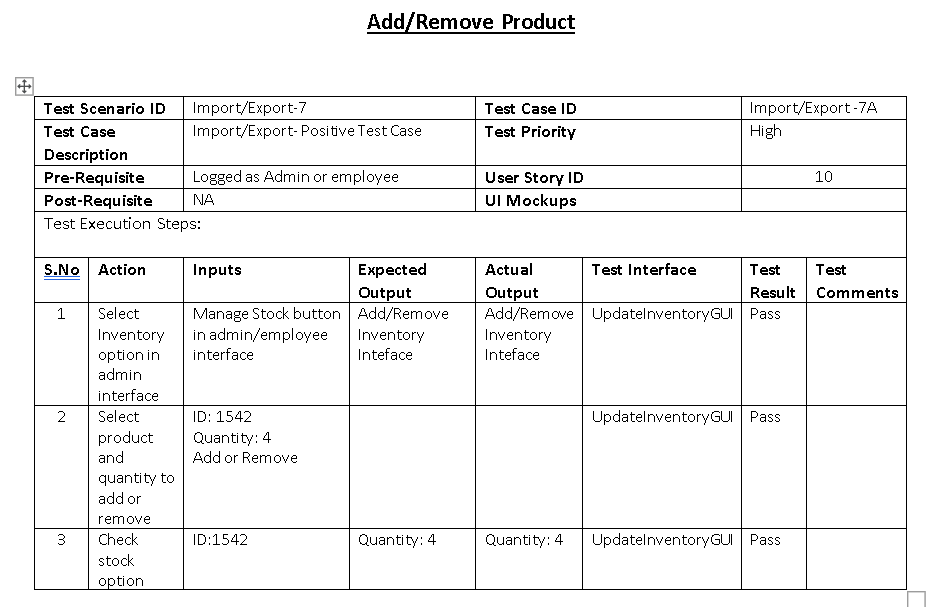 Add/Remove Product
Test Scenario ID Import/Export-7 Test Case ID Import/Export -7A
Test Case Description Import/Export- Positive Test Case Test Priority High
Pre-Requisite Logged as Admin or employee User Story ID 10
Post-Requisite NA UI Mockups
Test Execution Steps:
S.No Action Inputs Expected Output Actual Output Test Interface Test Result Test Comments
1 Select Inventory option in admin interface Manage Stock button in admin/employee interface Add/Remove Inventory Inteface Add/Remove Inventory Inteface UpdateInventoryGUI Pass
2 Select product and quantity to add or remove ID: 1542 Quantity: 4 Add or Remove UpdateInventoryGUI Pass
3 Check stock option ID:1542 Quantity: 4 Quantity: 4 UpdateInventoryGUI Pass